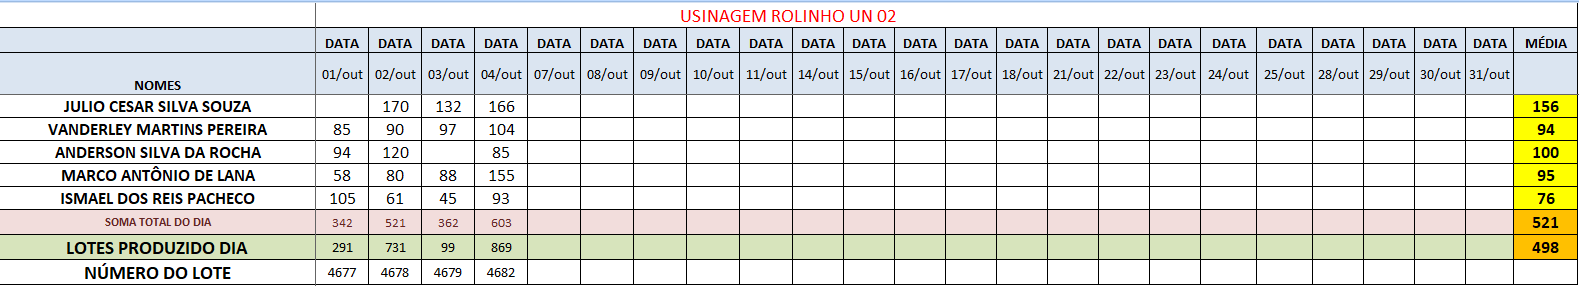 USINAGEM ROLINHO UN 02
DATA DATA DATA DATA DATA DATA DATA DATA DATA DATA DATA DATA DATA DATA DATA DATA DATA DATA DATA DATA DATA DATA DATA MÉDIA
NOMES 01/out 02/out 03/out 04/out 07/out 08/out 09/out 10/out 11/out 14/out 15/out 16/out 17/out 18/out 21/out 22/out 23/out 24/out 25/out 28/out 29/out 30/out 31/out
JULIO CESAR SILVA SOUZA 170 132 166 156
VANDERLEY MARTINS PEREIRA 85 90 97 104 94
ANDERSON SILVA DA ROCHA 94 120 85 100
MARCO ANTÔNIO DE LANA 58 80 88 155 95
ISMAEL DOS REIS PACHECO 105 61 45 93 76
SOMA TOTAL DO DIA 342 521 362 603 521
LOTES PRODUZIDO DIA 291 731 99 869 498
NÚMERO DO LOTE 4677 4678 4679 4682